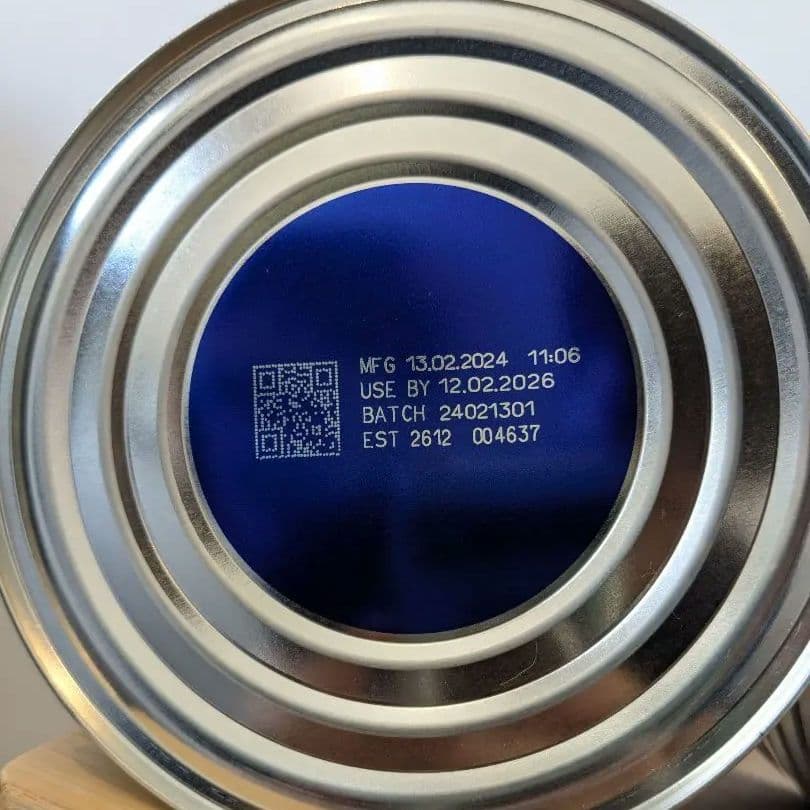 MFG 13.02.2024 11:06
USE BY 12.02.2026
BATCH 24021301
EST 2612 004637